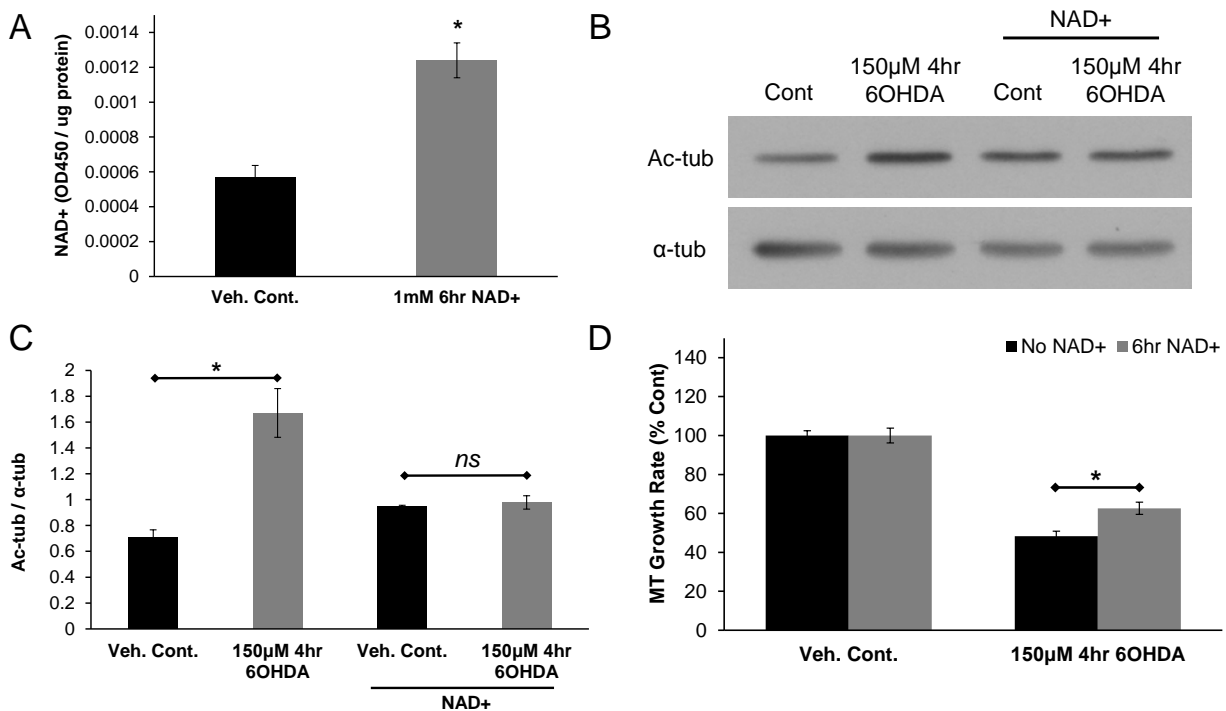 A
NAD+ (OD450 / ug protein)
0.0014
0.0012
0.001
0.0008
0.0006
0.0004
0.0002
0
*
Veh. Cont.
1mM 6hr NAD+
B
NAD+
Cont
150μM 4hr
6OHDA
Cont
150μM 4hr
6OHDA
Ac-tub
α-tub
C
Ac-tub / α-tub
2
1.8
1.6
1.4
1.2
1
0.8
0.6
0.4
0.2
0
*
ns
Veh. Cont.
150μM 4hr
6OHDA
Veh. Cont.
150μM 4hr
6OHDA
NAD+
D
No NAD+
6hr NAD+
MT Growth Rate (% Cont)
140
120
100
80
60
40
20
0
*
Veh. Cont.
150μM 4hr 6OHDA